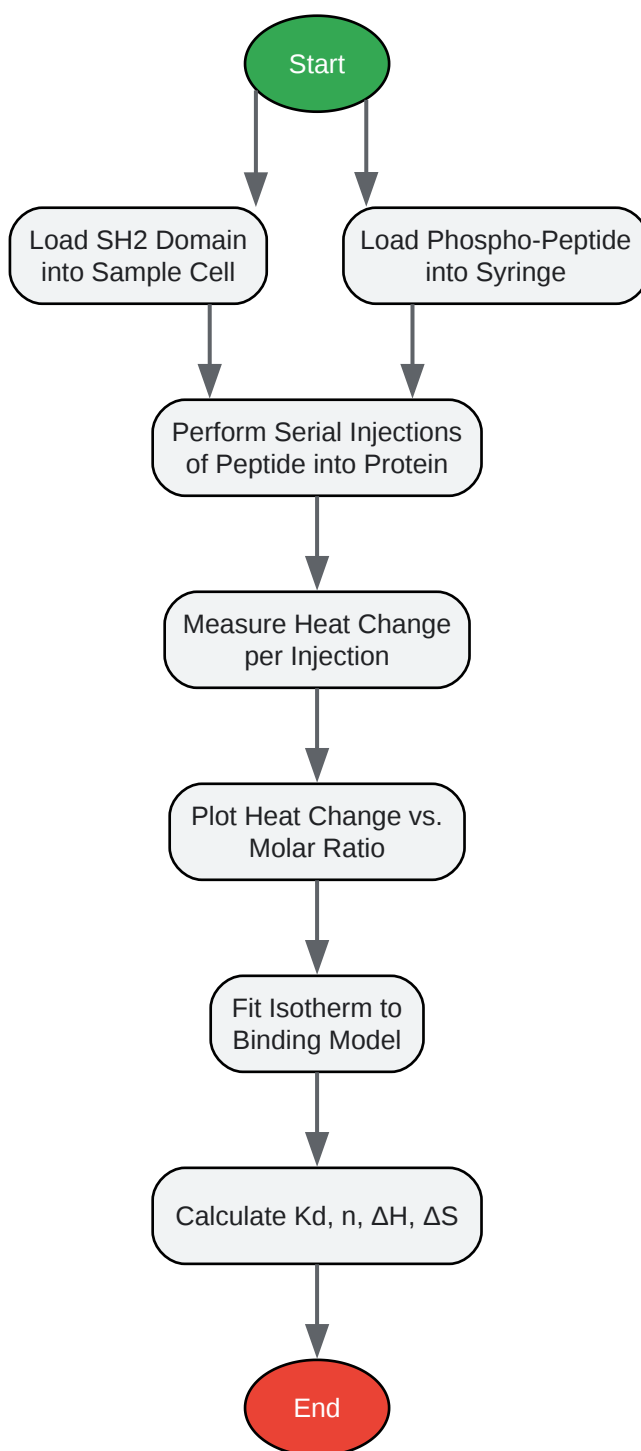 Start
Load SH2 Domain
into Sample Cell
Load Phospho-Peptide
into Syringe
Perform Serial Injections
of Peptide into Protein
Measure Heat Change
per Injection
Plot Heat Change vs.
Molar Ratio
Fit Isotherm to
Binding Model
Calculate Kd, n, ΔH, ΔS
End